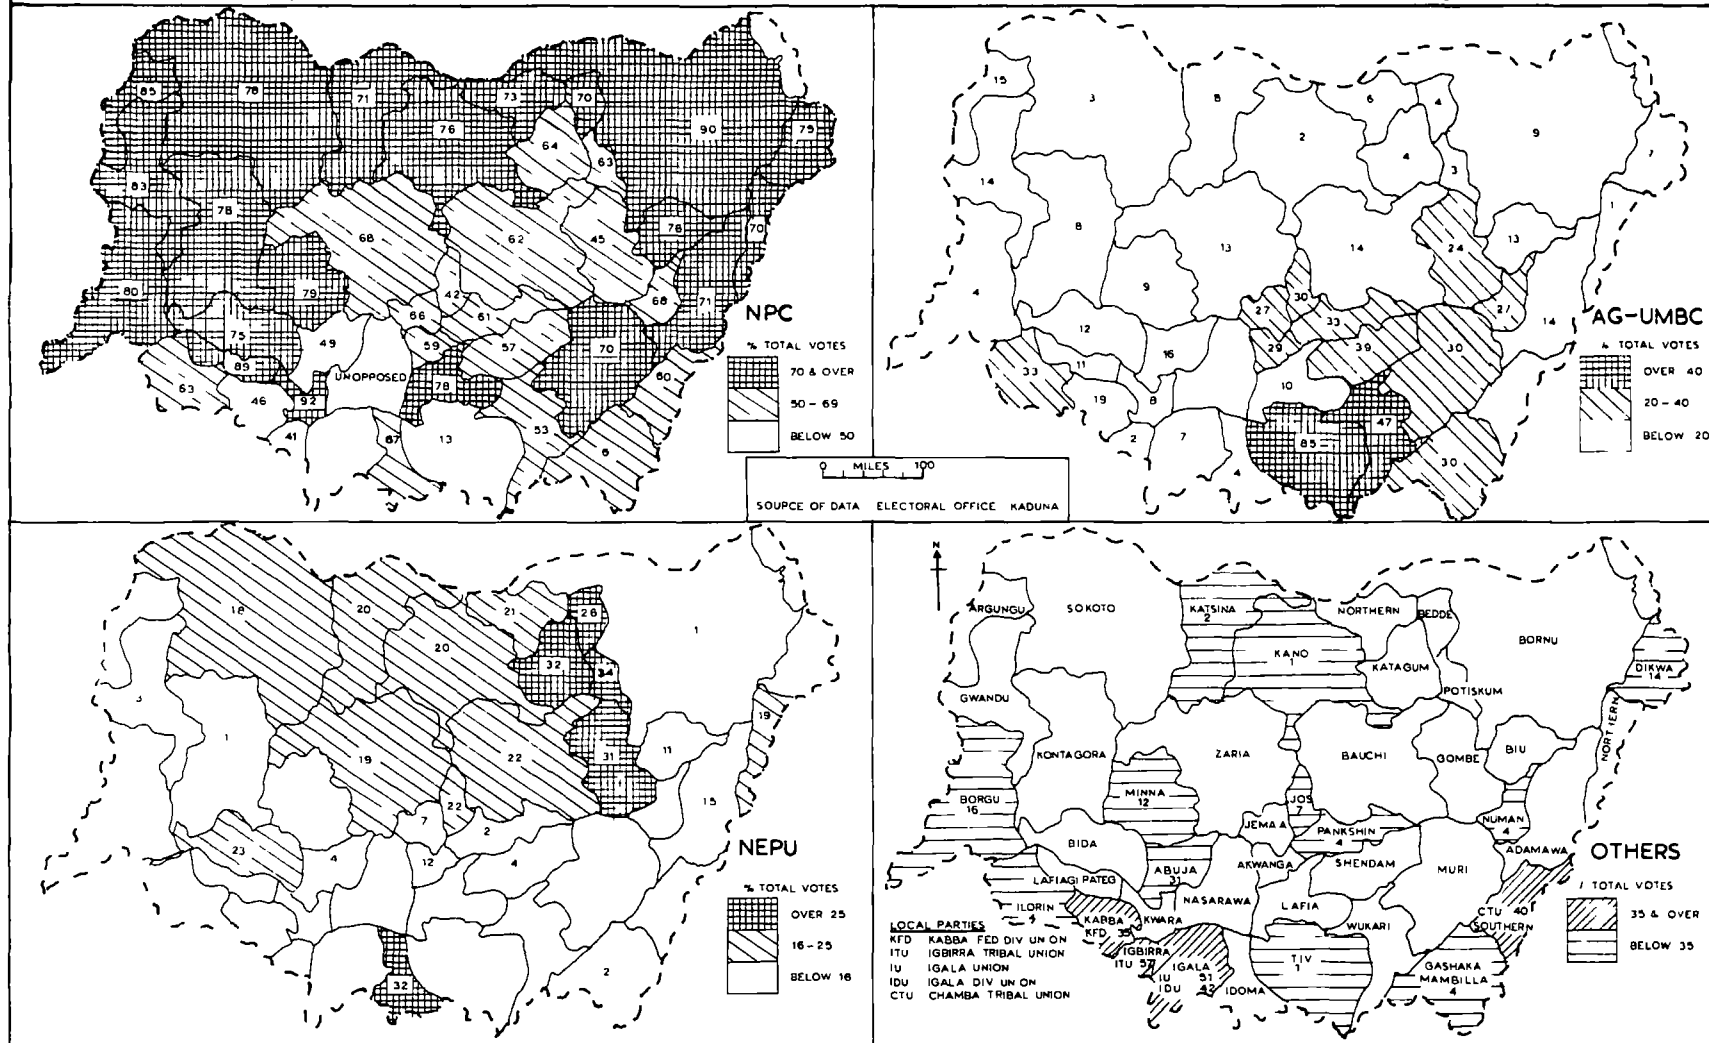 85
78
71
73
70
76
90
75
64
63
83
78
68
62
45
78
70
80
79
42
68
71
66
61
75
49
59
57
70
89
UNOPPOSED
78
60
63
46
92
53
41
67
13
6
NPC
% TOTAL VOTES
70 & OVER
50 - 69
BELOW 50
15
3
8
6
4
2
9
4
7
14
3
1
8
13
14
24
13
4
9
30
27
27
33
14
12
29
39
30
16
33
11
10
19
8
47
2
7
85
30
4
AG-UMBC
TOTAL VOTES
OVER 40
20 - 40
BELOW 20
0 MILES 100
SOURCE OF DATA ELECTORAL OFFICE KADUNA
18
20
21
26
1
20
32
34
3
19
1
19
22
31
11
22
15
7
2
23
4
12
4
32
2
NEPU
% TOTAL VOTES
OVER 25
16 - 25
BELOW 16
N
ARGUNGU
SOKOTO
KATSINA
2
NORTHERN
BEDDE
KANO
1
KATAGUM
BORNU
DIKWA
14
GWANDU
POTISKUM
NORTHERN
KONTAGORA
ZARIA
BAUCHI
GOMBE
BIU
BORGU
16
MINNA
12
JOS
7
JEMAA
PANKSHIN
4
NUMAN
4
BIDA
ADAMAWA
AKWANGA
SHENDAM
MURI
ABUJA
31
LAFIAGI PATEG
NASARAWA
LAFIA
ILORIN
4
KABBA
KFD 35
KWARA
WUKARI
CTU 40
SOUTHERN
IGBIRRA
ITU 57
IGALA
IU 51
IDU 42
IDOMA
TIV
1
GASHAKA
MAMBILLA
4
LOCAL PARTIES
KFD KABBA FED DIV UN ON
ITU IGBIRRA TRIBAL UNION
IU IGALA UNION
IDU IGALA DIV UN ON
CTU CHAMBA TRIBAL UNION
OTHERS
TOTAL VOTES
35 & OVER
BELOW 35